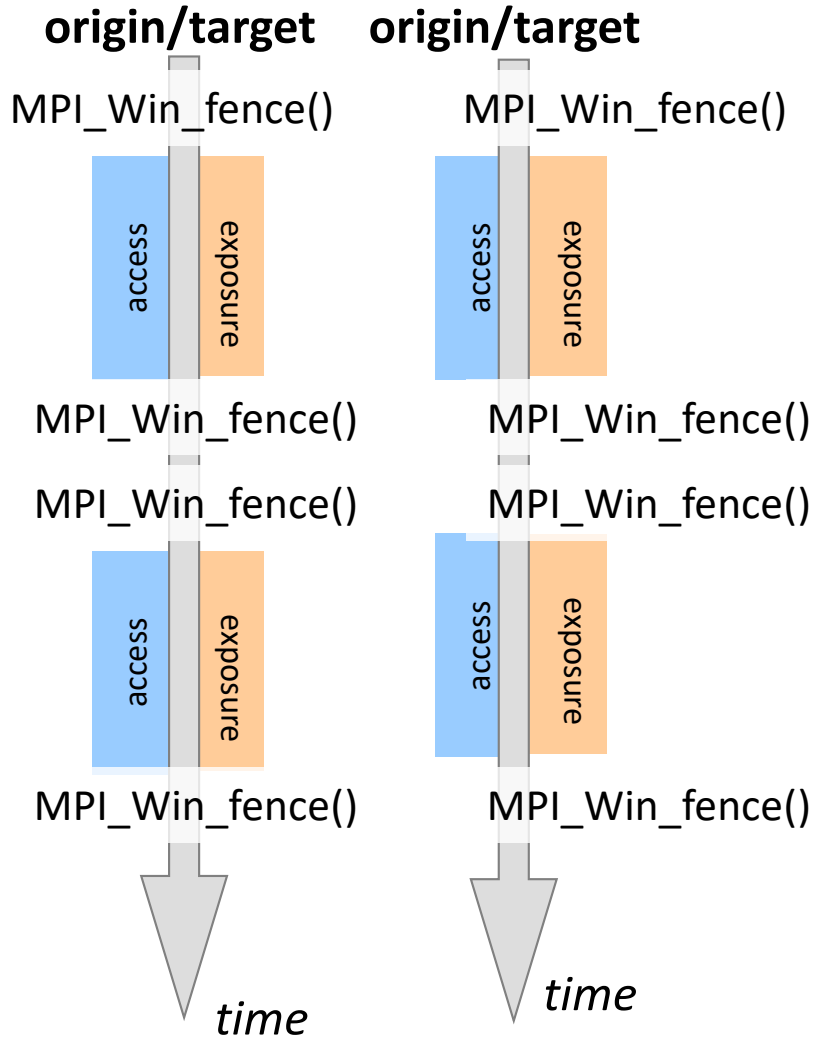 origin/target origin/target
MPI_Win_fence() MPI_Win_fence()
access exposure access exposure
MPI_Win_fence() MPI_Win_fence()
MPI_Win_fence() MPI_Win_fence()
access exposure access exposure
MPI_Win_fence() MPI_Win_fence()
time time